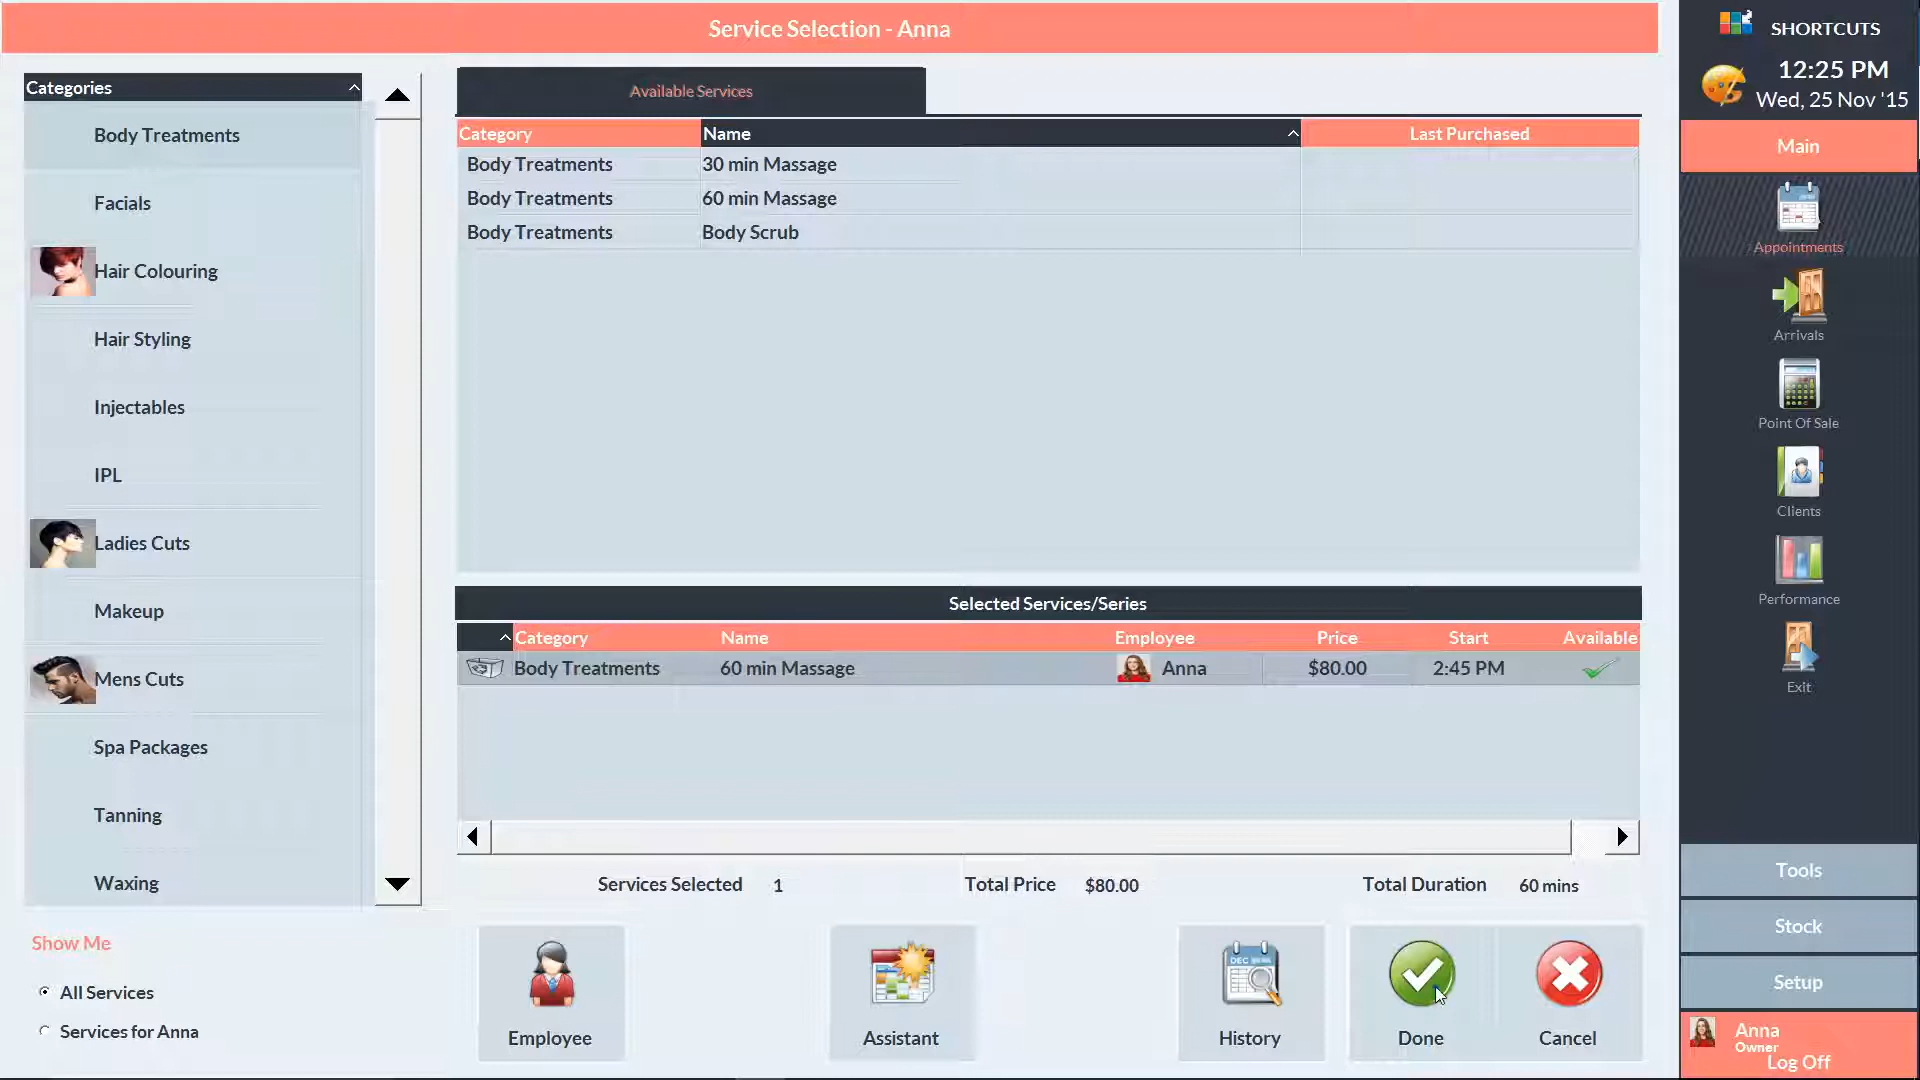 Service Selection - Anna
Categories
Body Treatments
Facials
Hair Colouring
Hair Styling
Injectables
IPL
Ladies Cuts
Makeup
Mens Cuts
Spa Packages
Tanning
Waxing
Show Me
All Services
Services for Anna
Available Services
Category Name Last Purchased
Body Treatments 30 min Massage
Body Treatments 60 min Massage
Body Treatments Body Scrub
Selected Services/Series
Category Name Employee Price Start Available
Body Treatments 60 min Massage Anna $80.00 2:45 PM
Services Selected 1 Total Price $80.00 Total Duration 60 mins
Employee
Assistant
DEC
History
Done
Cancel
SHORTCUTS
12:25 PM
Wed, 25 Nov '15
Main
Appointments
Arrivals
Point Of Sale
Clients
Performance
Exit
Tools
Stock
Setup
Anna
Owner
Log Off